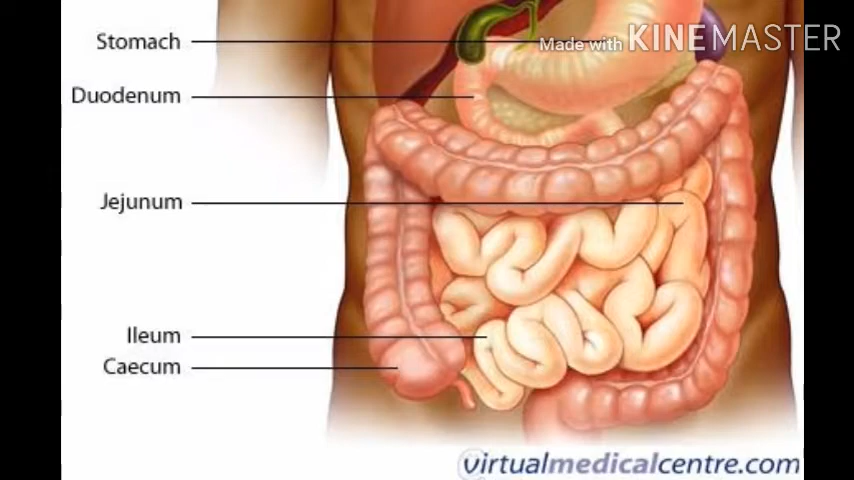 Stomach
Made with KINEMASTER
Duodenum
Jejunum
Ileum
Caecum
virtualmedicalcentre.com